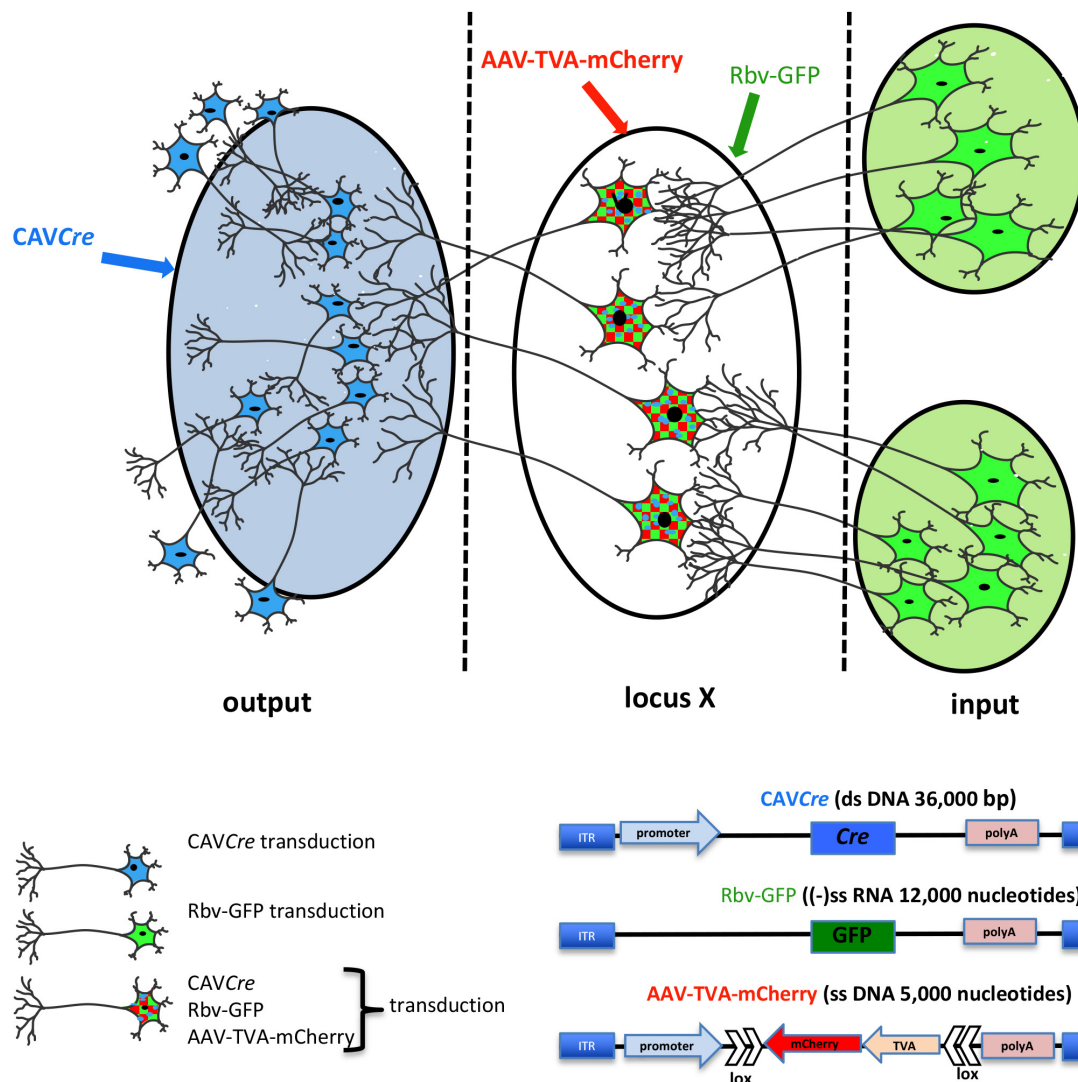 AAV-TVA-mCherry
Rbv-GFP
CAVCre
output
locus X
input
CAVCre transduction
Rbv-GFP transduction
CAVCre
Rbv-GFP
AAV-TVA-mCherry
transduction
CAVCre (ds DNA 36,000 bp)
ITR
promoter
Cre
polyA
Rbv-GFP ((-)ss RNA 12,000 nucleotides)
ITR
GFP
polyA
AAV-TVA-mCherry (ss DNA 5,000 nucleotides)
ITR
promoter
mCherry
TVA
polyA
lox
lox